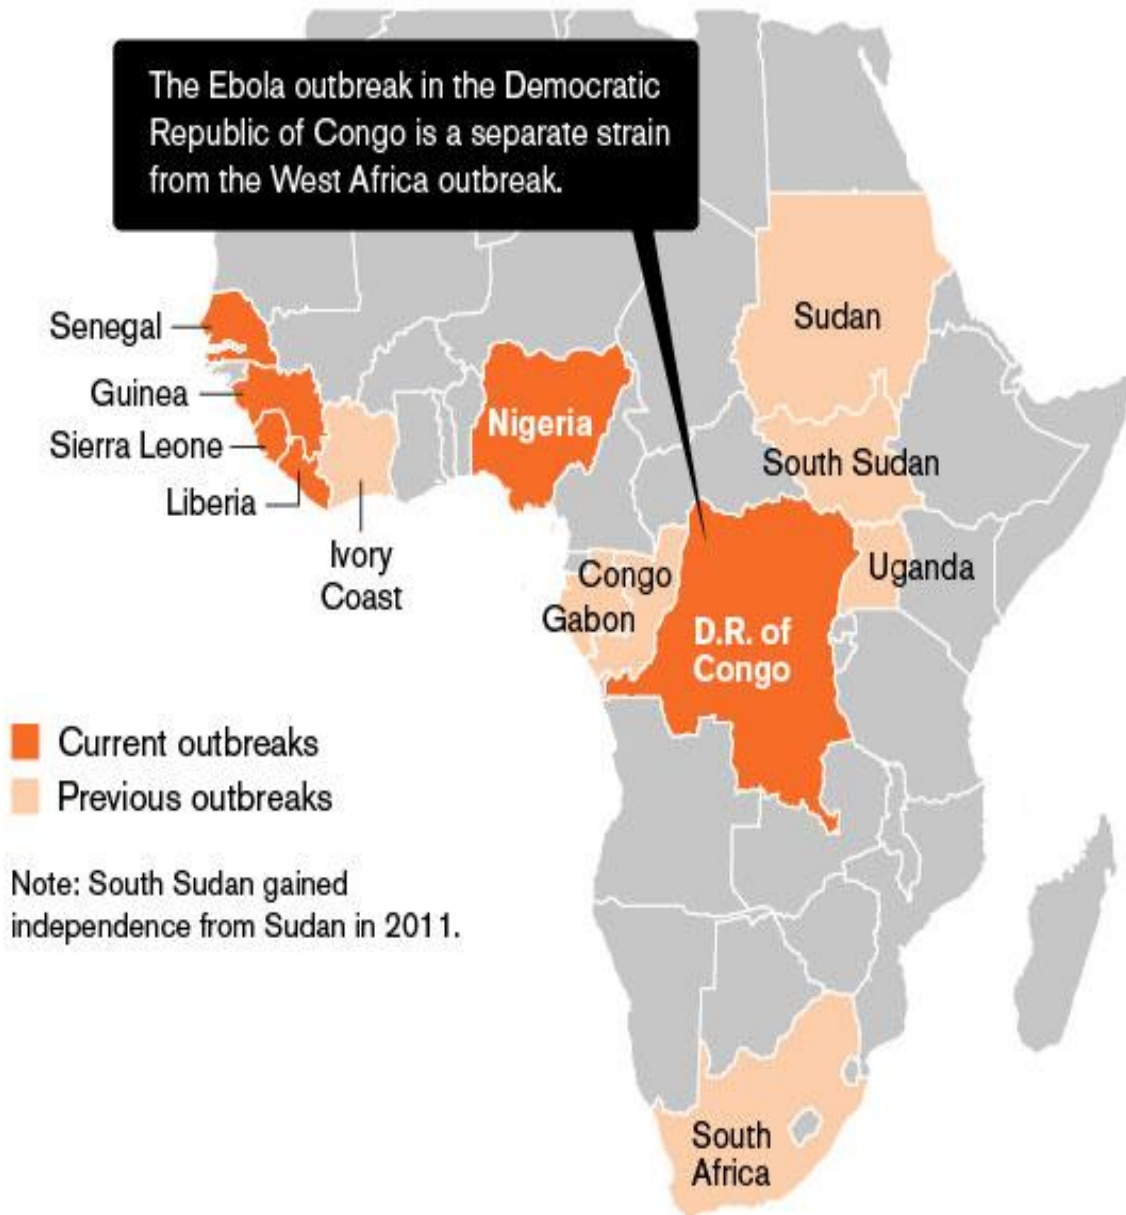 The Ebola outbreak in the Democratic
Republic of Congo is a separate strain
from the West Africa outbreak.
Senegal
Guinea
Sierra Leone
Liberia
Ivory
Coast
Nigeria
Sudan
South Sudan
Uganda
Congo
Gabon
D.R. of
Congo
Current outbreaks
Previous outbreaks
Note: South Sudan gained
independence from Sudan in 2011.
South
Africa